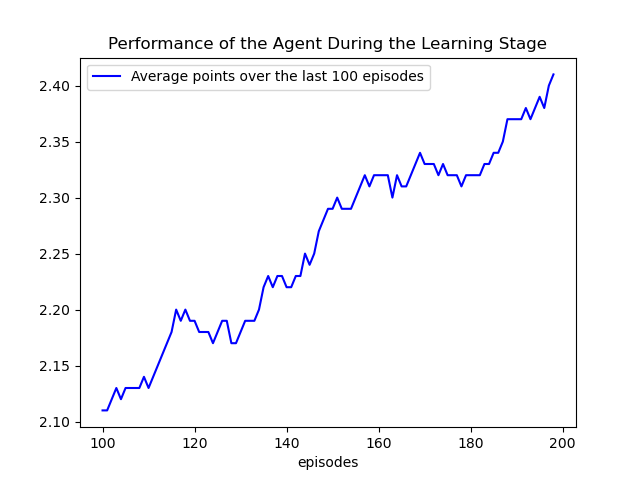 Performance of the Agent During the Learning Stage
Average points over the last 100 episodes
2.40
2.35
2.30
2.25
2.20
2.15
2.10
100 120 140 160 180 200
episodes